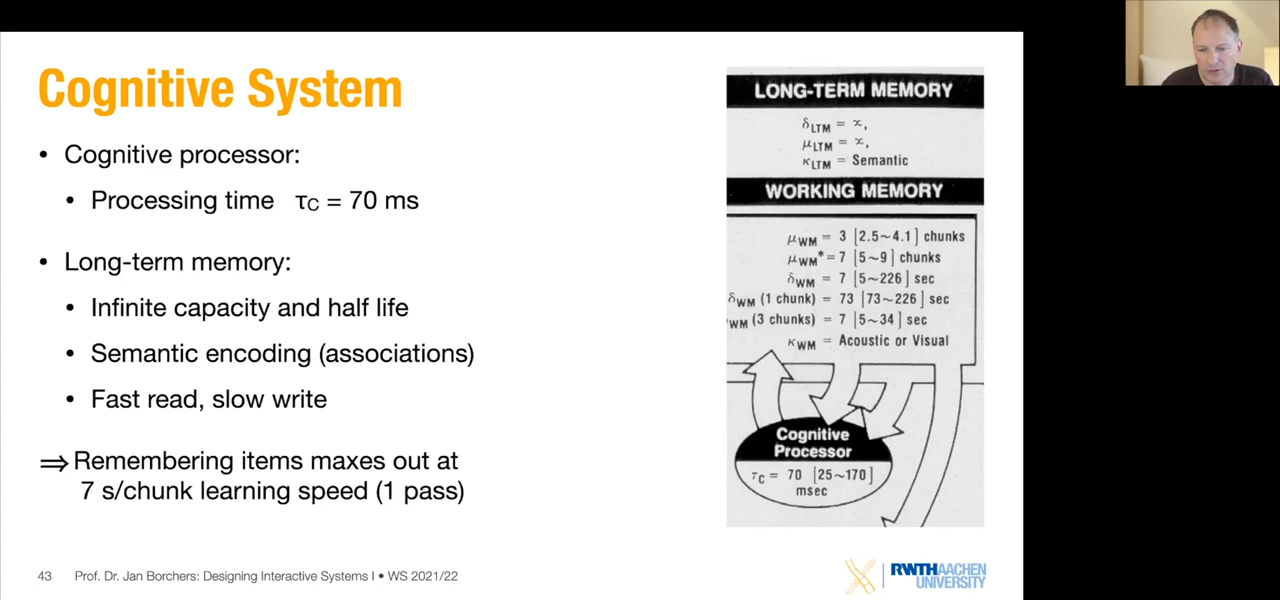 Cognitive System
• Cognitive processor:
• Processing time τC = 70 ms
• Long-term memory:
• Infinite capacity and half life
• Semantic encoding (associations)
• Fast read, slow write
⇒ Remembering items maxes out at
7 s/chunk learning speed (1 pass)
LONG-TERM MEMORY
δLTM = ∝,
μLTM = ∝,
κLTM = Semantic
WORKING MEMORY
μWM = 3 [2.5~4.1] chunks
μWM* = 7 [5~9] chunks
δWM = 7 [5~226] sec
δWM (1 chunk) = 73 [73~226] sec
WM (3 chunks) = 7 [5~34] sec
κWM = Acoustic or Visual
Cognitive
Processor
τC = 70 [25~170]
msec
43 Prof. Dr. Jan Borchers: Designing Interactive Systems I • WS 2021/22
RWTH AACHEN
UNIVERSITY